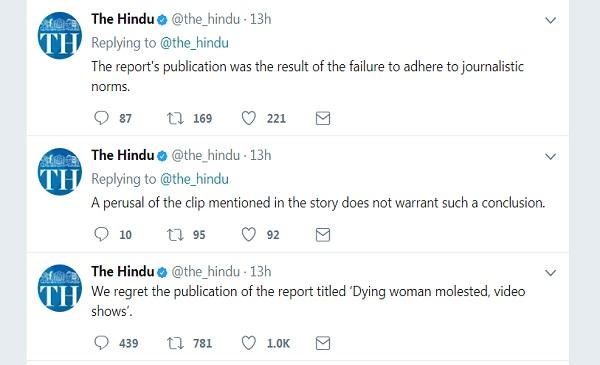 The Hindu @the_hindu · 13h
Replying to @the_hindu
The report's publication was the result of the failure to adhere to journalistic
norms.
87 169 221
TH
The Hindu @the_hindu · 13h
Replying to @the_hindu
A perusal of the clip mentioned in the story does not warrant such a conclusion.
10 95 92
TH
The Hindu @the_hindu · 13h
We regret the publication of the report titled 'Dying woman molested, video
shows'.
439 781 1.0K
TH